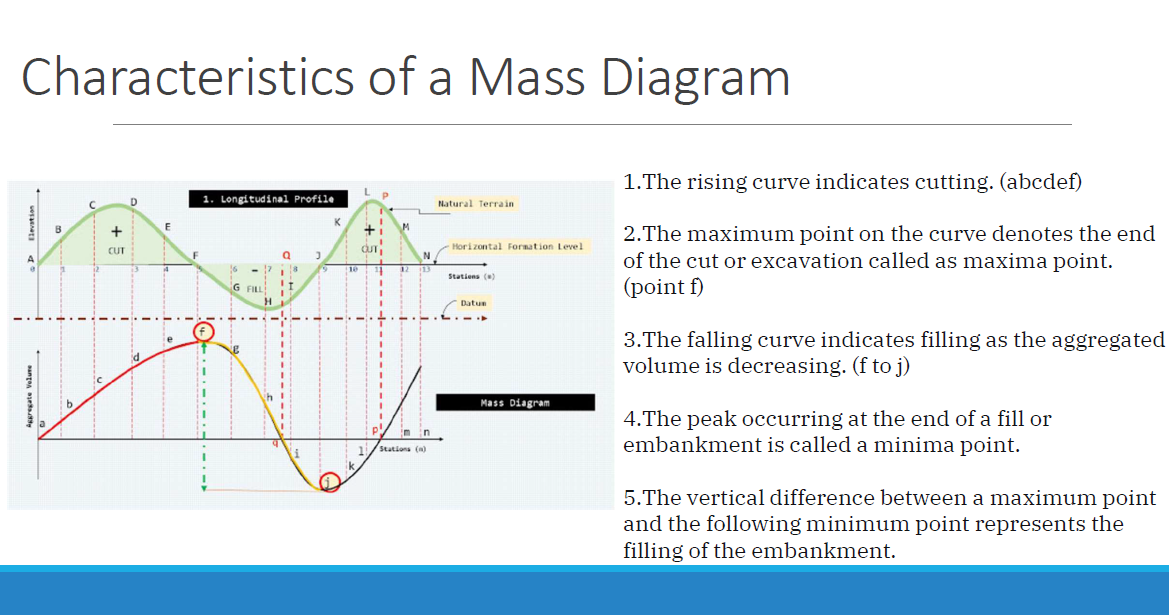 Characteristics of a Mass Diagram
1. Longitudinal Profile
Elevation
A
B
C
D
E
F
G
H
I
J
K
L
M
N
P
Q
+
CUT
-
FILL
+
CUT
Natural Terrain
Horizontal Formation Level
0 1 2 3 4 5 6 7 8 9 10 11 12 13
Stations (m)
Datum
Aggregate Volume
a
b
c
d
e
f
g
h
q
i
j
k
l
p
m
n
Stations (m)
Mass Diagram
1.The rising curve indicates cutting. (abcdef)
2.The maximum point on the curve denotes the end
of the cut or excavation called as maxima point.
(point f)
3.The falling curve indicates filling as the aggregated
volume is decreasing. (f to j)
4.The peak occurring at the end of a fill or
embankment is called a minima point.
5.The vertical difference between a maximum point
and the following minimum point represents the
filling of the embankment.